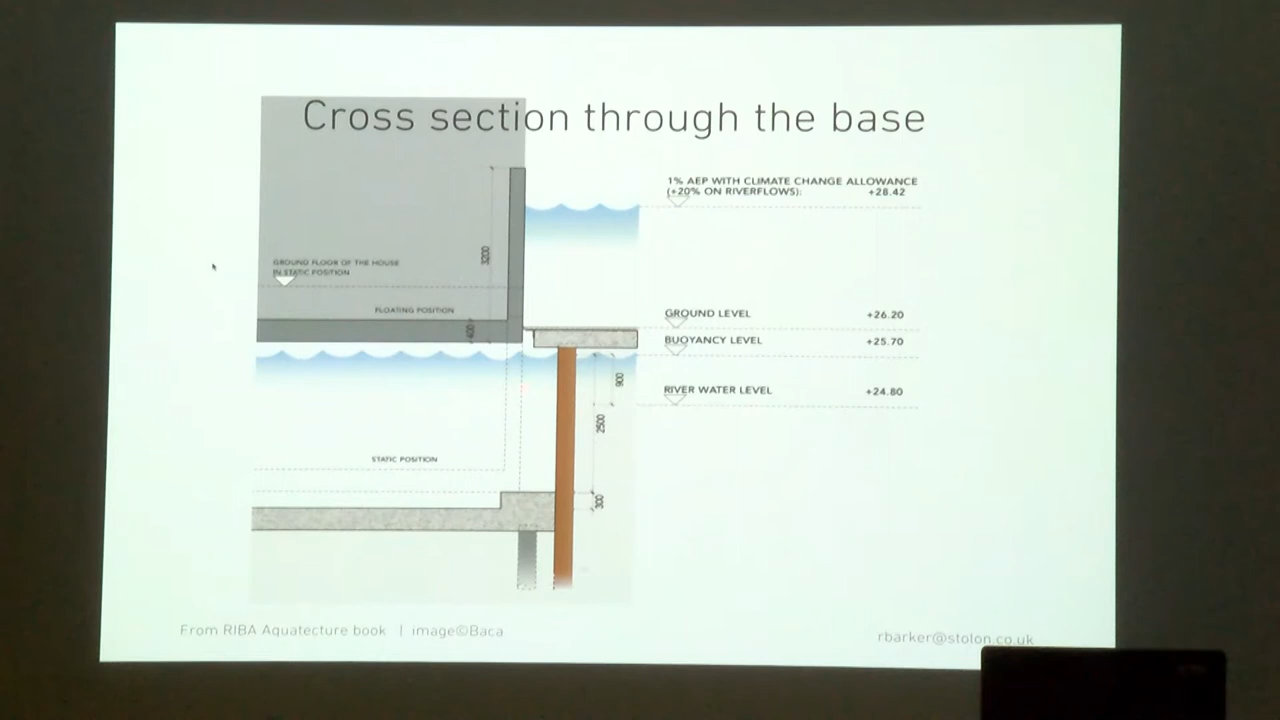 Cross section through the base
1% AEP WITH CLIMATE CHANGE ALLOWANCE
(+20% ON RIVERFLOWS): +28.42
3200
GROUND FLOOR OF THE HOUSE
IN STATIC POSITION
FLOATING POSITION
400
GROUND LEVEL +26.20
BUOYANCY LEVEL +25.70
900
RIVER WATER LEVEL +24.80
2500
STATIC POSITION
300
From RIBA Aquatecture book | image©Baca
rbarker@stolon.co.uk